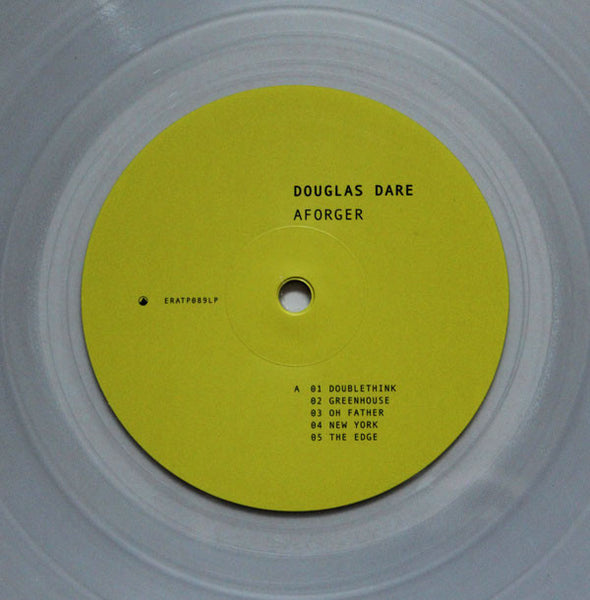 DOUGLAS DARE
AFORGER
ERATP089LP
A 01 DOUBLETHINK
02 GREENHOUSE
03 OH FATHER
04 NEW YORK
05 THE EDGE